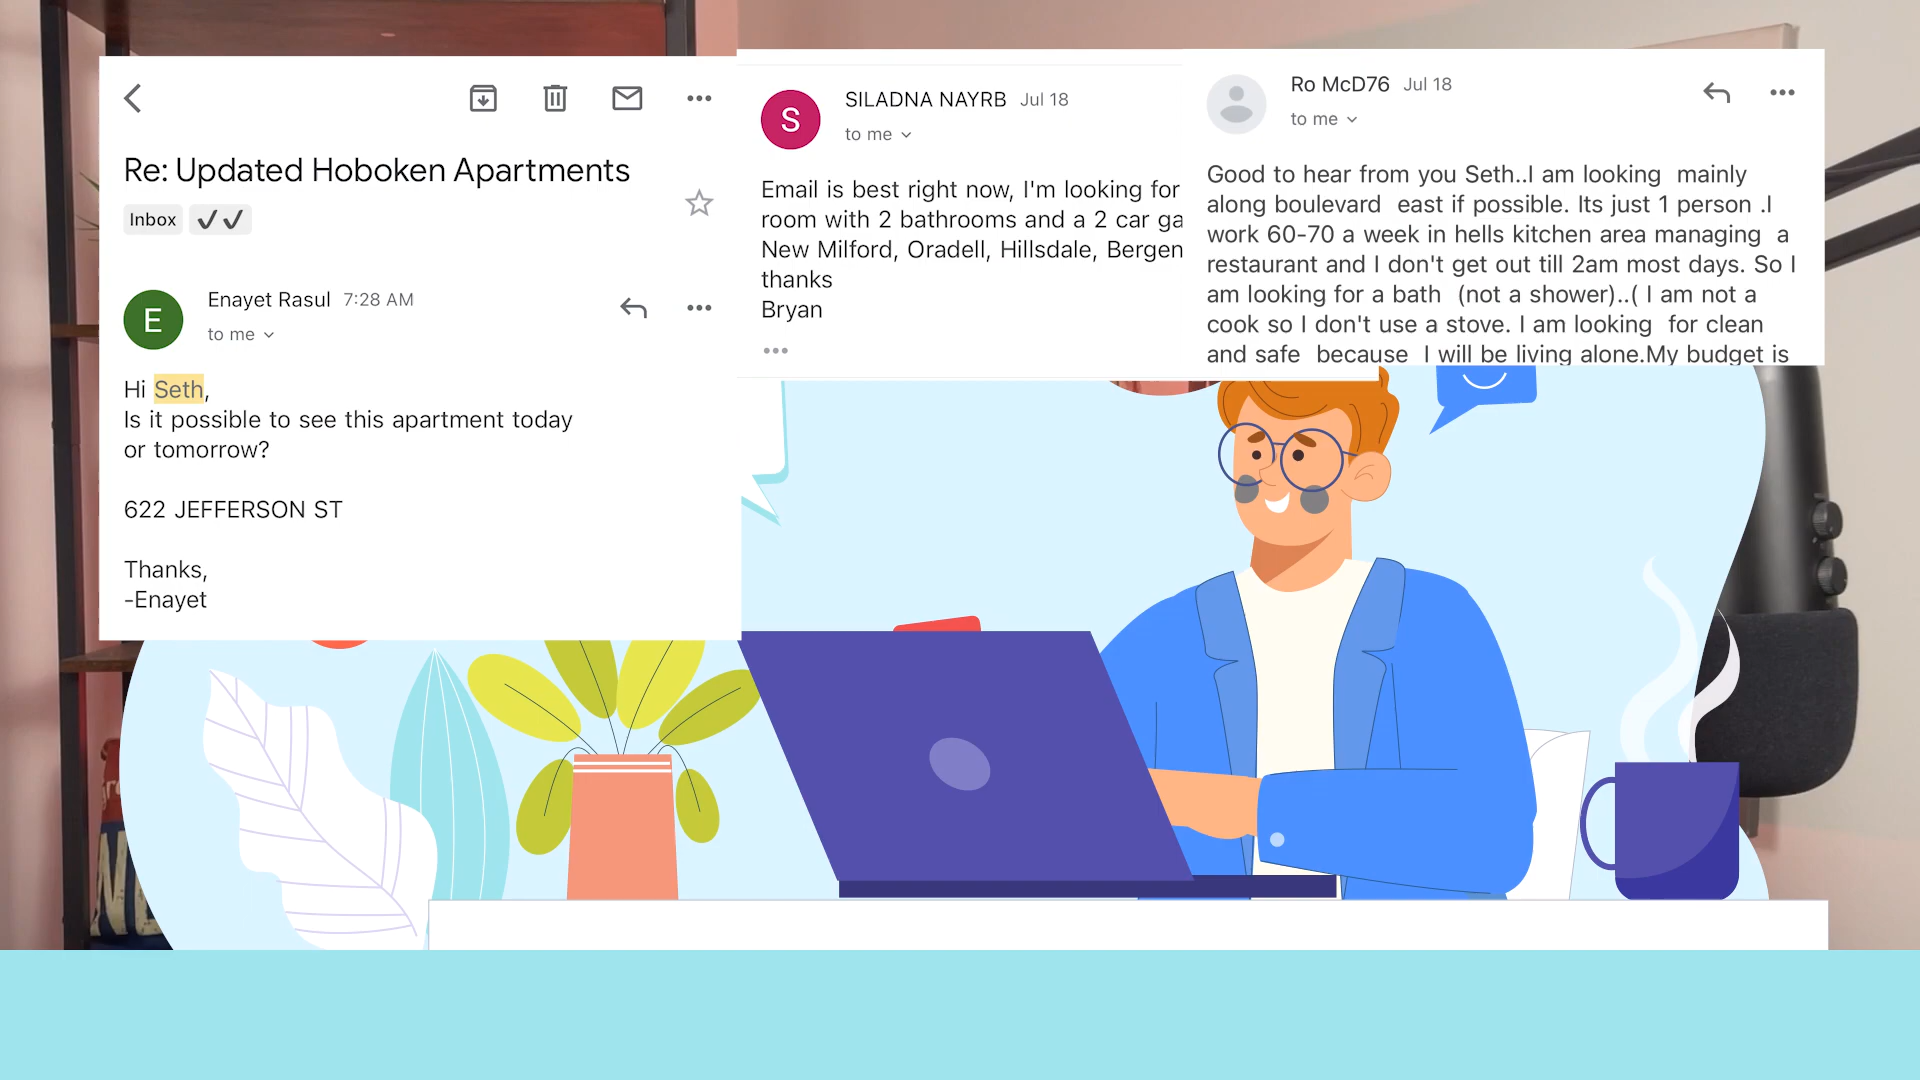 Re: Updated Hoboken Apartments
Inbox
✓✓
E
Enayet Rasul 7:28 AM
to me
Hi Seth,
Is it possible to see this apartment today
or tomorrow?
622 JEFFERSON ST
Thanks,
-Enayet
S
SILADNA NAYRB Jul 18
to me
Email is best right now, I'm looking for
room with 2 bathrooms and a 2 car ga
New Milford, Oradell, Hillsdale, Bergen
thanks
Bryan
Ro McD76 Jul 18
to me
Good to hear from you Seth..I am looking mainly
along boulevard east if possible. Its just 1 person .I
work 60-70 a week in hells kitchen area managing a
restaurant and I don't get out till 2am most days. So I
am looking for a bath (not a shower)..( I am not a
cook so I don't use a stove. I am looking for clean
and safe because I will be living alone.My budget is